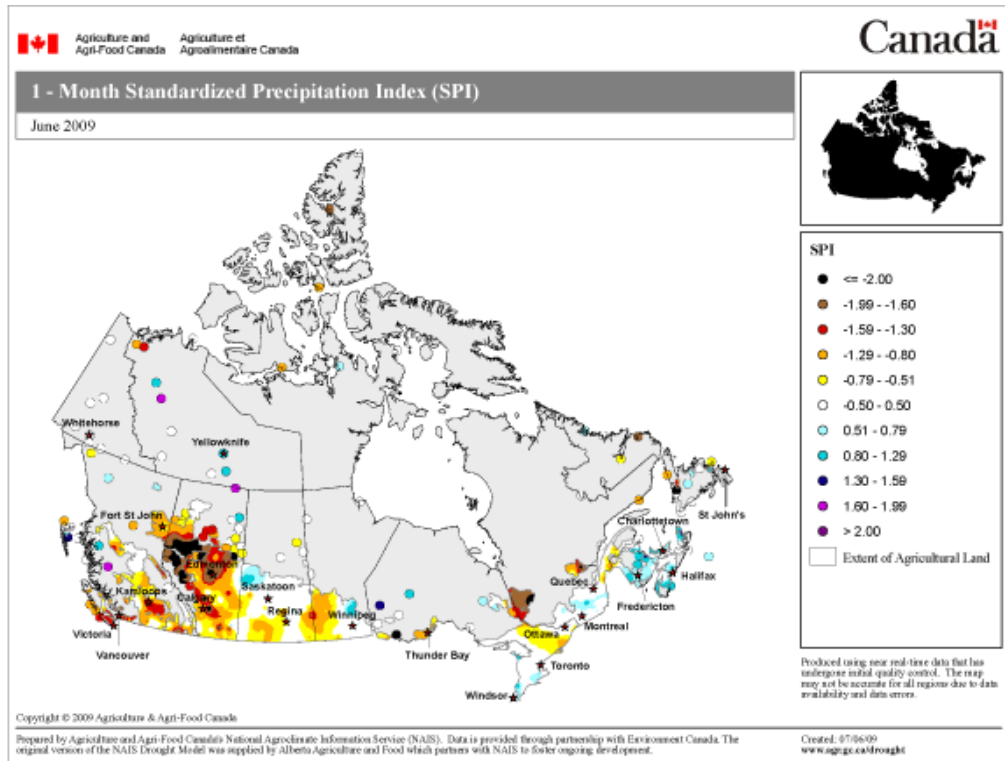 Agriculture and Agriculture et
Agri-Food Canada Agroalimentaire Canada
Canada
1 - Month Standardized Precipitation Index (SPI)
June 2009
SPI
<= -2.00
-1.99 - -1.60
-1.59 - -1.30
-1.29 - -0.80
-0.79 - -0.51
-0.50 - 0.50
0.51 - 0.79
0.80 - 1.29
1.30 - 1.59
1.60 - 1.99
> 2.00
Extent of Agricultural Land
Whitehorse
Yellowknife
Fort St John
Edmonton
St John's
Charlottetown
Quebec
Halifax
Kamloops
Calgary
Saskatoon
Regina
Winnipeg
Fredericton
Victoria
Vancouver
Ottawa
Montreal
Thunder Bay
Toronto
Windsor
Produced using near real-time data that has
undergone initial quality control. The map
may not be accurate for all regions due to data
availability and data errors.
Copyright © 2009 Agriculture & Agri-Food Canada
Prepared by Agriculture and Agri-Food Canada's National Agroclimate Information Service (NAIS). Data is provided through partnership with Environment Canada. The
original version of the NAIS Drought Model was supplied by Alberta Agriculture and Food which partners with NAIS to foster ongoing development.
Created: 07/06/09
www.agr.gc.ca/drought